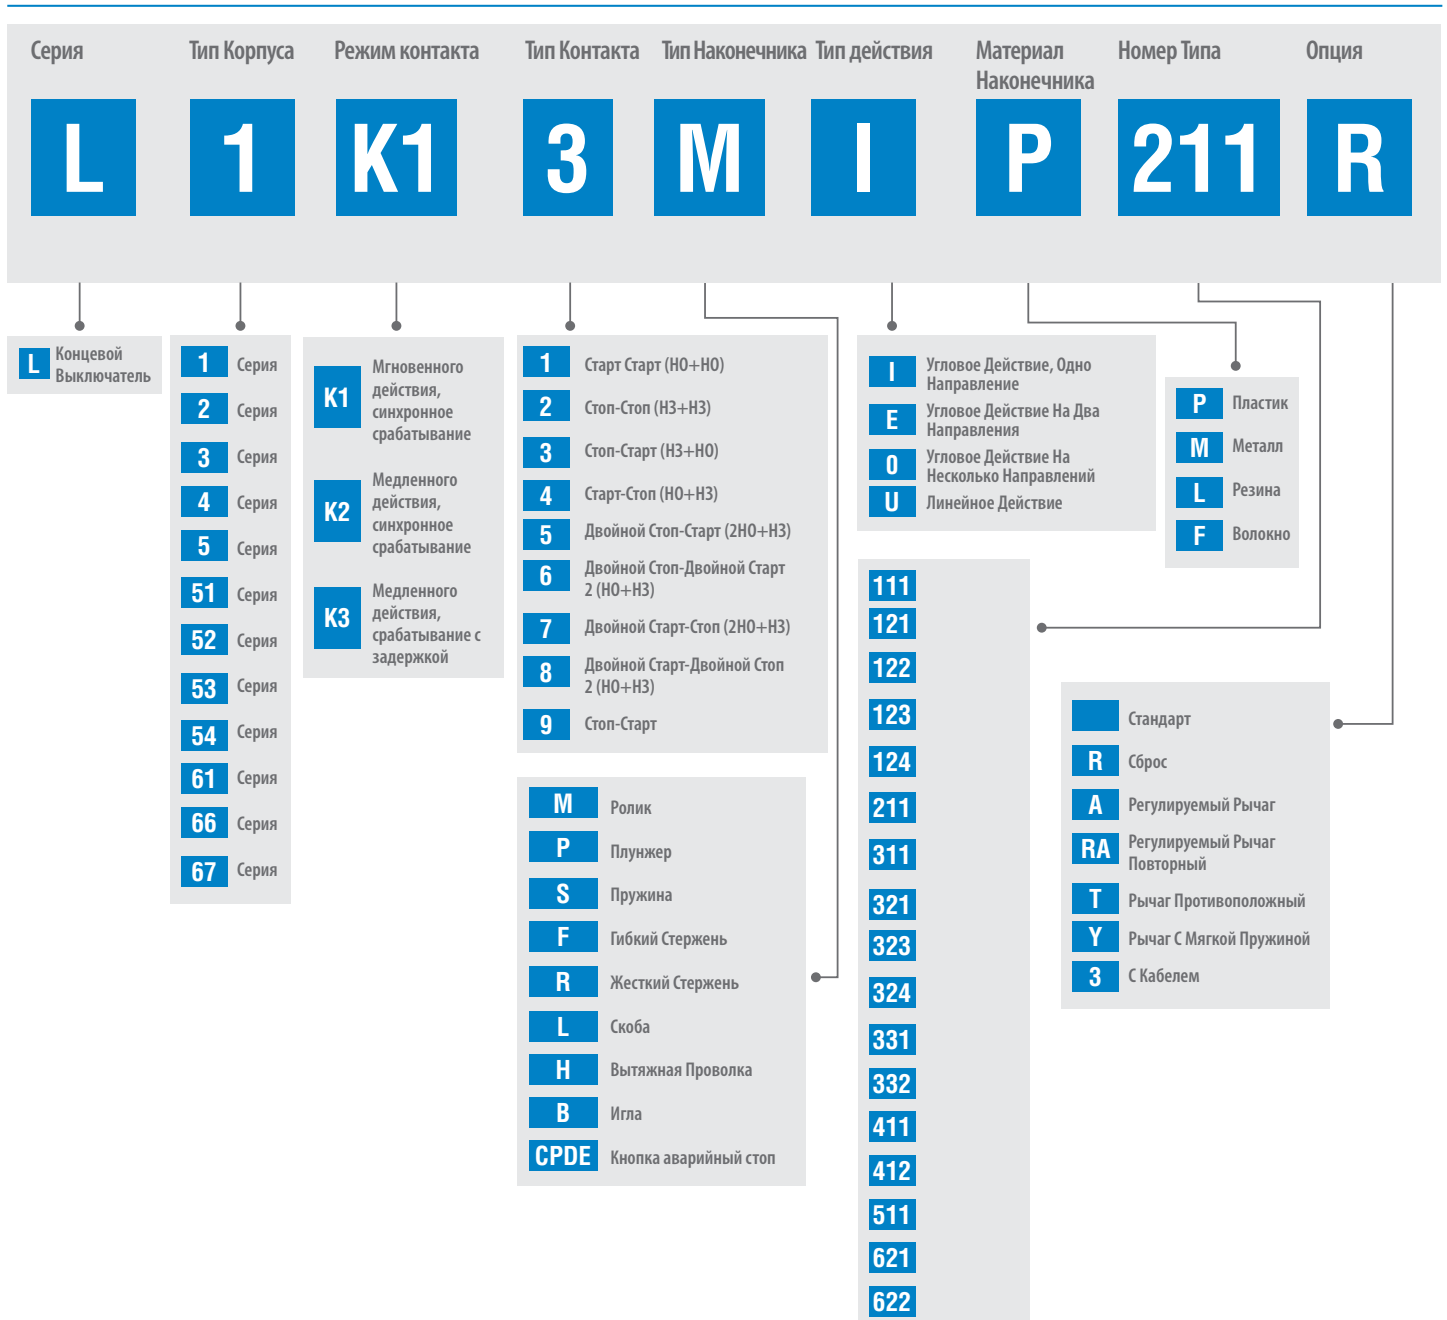 Серия
Тип Корпуса
Режим контакта
Тип Контакта
Тип Наконечника
Тип действия
Материал
Наконечника
Номер Типа
Опция
L
1
K1
3
M
I
P
211
R
L
Концевой
Выключатель
1 Серия
2 Серия
3 Серия
4 Серия
5 Серия
51 Серия
52 Серия
53 Серия
54 Серия
61 Серия
66 Серия
67 Серия
K1
Мгновенного
действия,
синхронное
срабатывание
K2
Медленного
действия,
синхронное
срабатывание
K3
Медленного
действия,
срабатывание с
задержкой
1 Старт Старт (НО+НО)
2 Стоп-Стоп (НЗ+НЗ)
3 Стоп-Старт (НЗ+НО)
4 Старт-Стоп (НО+НЗ)
5 Двойной Стоп-Старт (2НО+НЗ)
6 Двойной Стоп-Двойной Старт
2 (НО+НЗ)
7 Двойной Старт-Стоп (2НО+НЗ)
8 Двойной Старт-Двойной Стоп
2 (НО+НЗ)
9 Стоп-Старт
M Ролик
P Плунжер
S Пружина
F Гибкий Стержень
R Жесткий Стержень
L Скоба
H Вытяжная Проволка
B Игла
CPDE Кнопка аварийный стоп
I Угловое Действие, Одно
Направление
E Угловое Действие На Два
Направления
0 Угловое Действие На
Несколько Направлений
U Линейное Действие
P Пластик
M Металл
L Резина
F Волокно
111
121
122
123
124
211
311
321
323
324
331
332
411
412
511
621
622
Стандарт
R Сброс
A Регулируемый Рычаг
RA Регулируемый Рычаг
Повторный
T Рычаг Противоположный
Y Рычаг С Мягкой Пружиной
3 С Кабелем